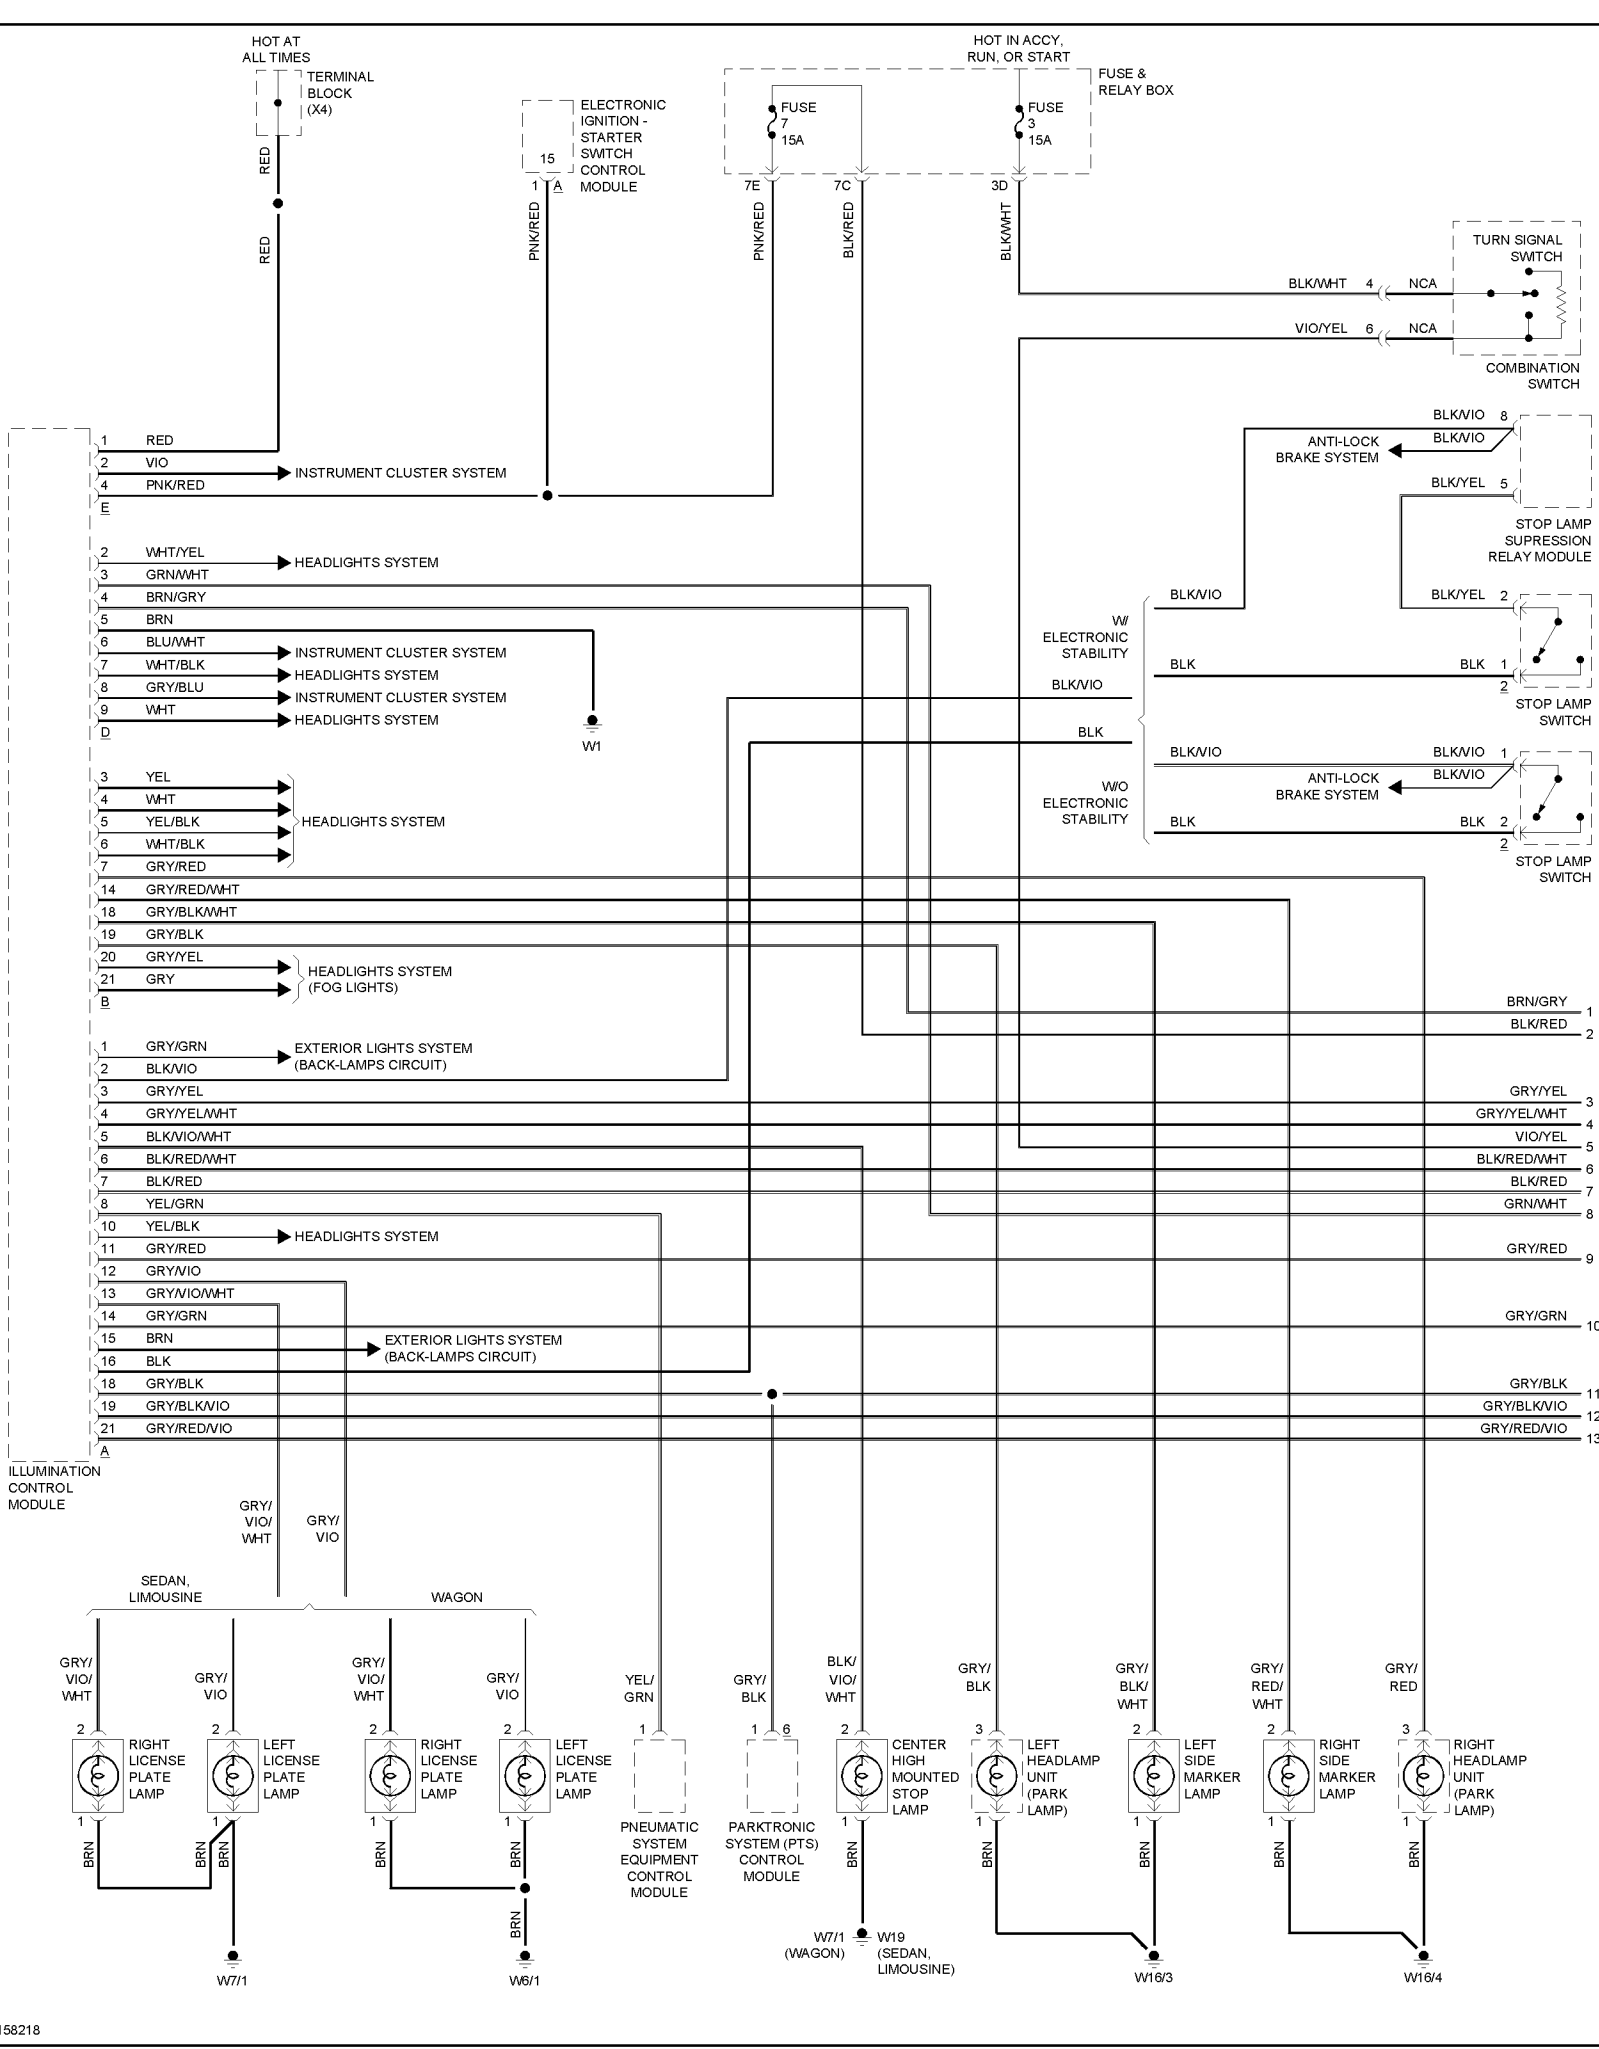 HOT AT
ALL TIMES
TERMINAL
BLOCK
(X4)
RED
RED
ELECTRONIC
IGNITION -
STARTER
SWITCH
CONTROL
MODULE
15
1 A
PNK/RED
HOT IN ACCY,
RUN, OR START
FUSE &
RELAY BOX
FUSE
7
15A
FUSE
3
15A
7E
7C
3D
PNK/RED
BLK/RED
BLK/WHT
TURN SIGNAL
SWITCH
BLK/WHT 4 NCA
VIO/YEL 6 NCA
COMBINATION
SWITCH
BLK/VIO 8
BLK/VIO
ANTI-LOCK
BRAKE SYSTEM
BLK/YEL 5
STOP LAMP
SUPRESSION
RELAY MODULE
BLK/VIO
BLK/YEL 2
W/
ELECTRONIC
STABILITY
BLK
BLK 1
2
STOP LAMP
SWITCH
BLK/VIO
BLK
BLK/VIO
BLK/VIO 1
BLK/VIO
ANTI-LOCK
BRAKE SYSTEM
W/O
ELECTRONIC
STABILITY
BLK
BLK 2
2
STOP LAMP
SWITCH
1 RED
2 VIO
INSTRUMENT CLUSTER SYSTEM
4 PNK/RED
E
2 WHT/YEL
HEADLIGHTS SYSTEM
3 GRN/WHT
4 BRN/GRY
5 BRN
6 BLU/WHT
INSTRUMENT CLUSTER SYSTEM
7 WHT/BLK
HEADLIGHTS SYSTEM
8 GRY/BLU
INSTRUMENT CLUSTER SYSTEM
9 WHT
HEADLIGHTS SYSTEM
D
W1
3 YEL
4 WHT
5 YEL/BLK
HEADLIGHTS SYSTEM
6 WHT/BLK
7 GRY/RED
14 GRY/RED/WHT
18 GRY/BLK/WHT
19 GRY/BLK
20 GRY/YEL
21 GRY
HEADLIGHTS SYSTEM
(FOG LIGHTS)
B
1 GRY/GRN
EXTERIOR LIGHTS SYSTEM
(BACK-LAMPS CIRCUIT)
2 BLK/VIO
3 GRY/YEL
4 GRY/YEL/WHT
5 BLK/VIO/WHT
6 BLK/RED/WHT
7 BLK/RED
8 YEL/GRN
10 YEL/BLK
HEADLIGHTS SYSTEM
11 GRY/RED
12 GRY/VIO
13 GRY/VIO/WHT
14 GRY/GRN
15 BRN
EXTERIOR LIGHTS SYSTEM
(BACK-LAMPS CIRCUIT)
16 BLK
18 GRY/BLK
19 GRY/BLK/VIO
21 GRY/RED/VIO
A
ILLUMINATION
CONTROL
MODULE
BRN/GRY 1
BLK/RED 2
GRY/YEL 3
GRY/YEL/WHT 4
VIO/YEL 5
BLK/RED/WHT 6
BLK/RED 7
GRN/WHT 8
GRY/RED 9
GRY/GRN 10
GRY/BLK 11
GRY/BLK/VIO 12
GRY/RED/VIO 13
GRY/
VIO/
WHT
GRY/
VIO
SEDAN,
LIMOUSINE
WAGON
GRY/
VIO/
WHT
2
RIGHT
LICENSE
PLATE
LAMP
1
BRN
GRY/
VIO
2
LEFT
LICENSE
PLATE
LAMP
1
BRN
BRN
W7/1
GRY/
VIO/
WHT
2
RIGHT
LICENSE
PLATE
LAMP
1
BRN
GRY/
VIO
2
LEFT
LICENSE
PLATE
LAMP
1
BRN
BRN
W6/1
YEL/
GRN
1
PNEUMATIC
SYSTEM
EQUIPMENT
CONTROL
MODULE
GRY/
BLK
1 6
PARKTRONIC
SYSTEM (PTS)
CONTROL
MODULE
BLK/
VIO/
WHT
2
CENTER
HIGH
MOUNTED
STOP
LAMP
1
BRN
W7/1
(WAGON)
W19
(SEDAN,
LIMOUSINE)
GRY/
BLK
3
LEFT
HEADLAMP
UNIT
(PARK
LAMP)
1
BRN
GRY/
BLK/
WHT
2
LEFT
SIDE
MARKER
LAMP
1
BRN
W16/3
GRY/
RED/
WHT
2
RIGHT
SIDE
MARKER
LAMP
1
BRN
GRY/
RED
3
RIGHT
HEADLAMP
UNIT
(PARK
LAMP)
1
BRN
W16/4
158218